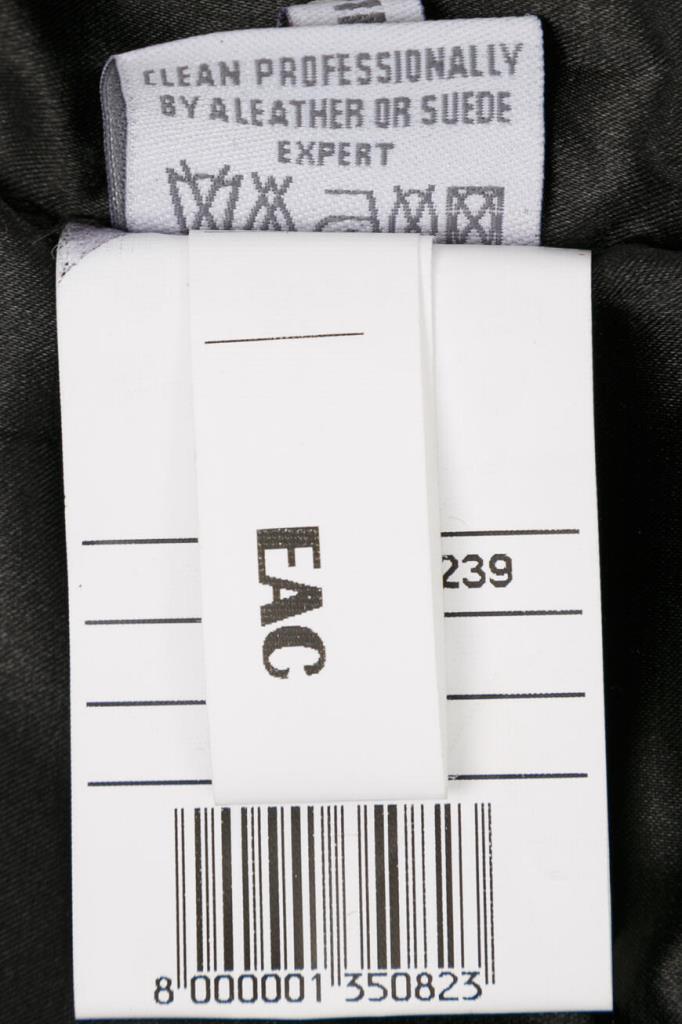 CLEAN PROFESSIONALLY
BY A LEATHER OR SUEDE
EXPERT
239
EAC
8 000001 350823